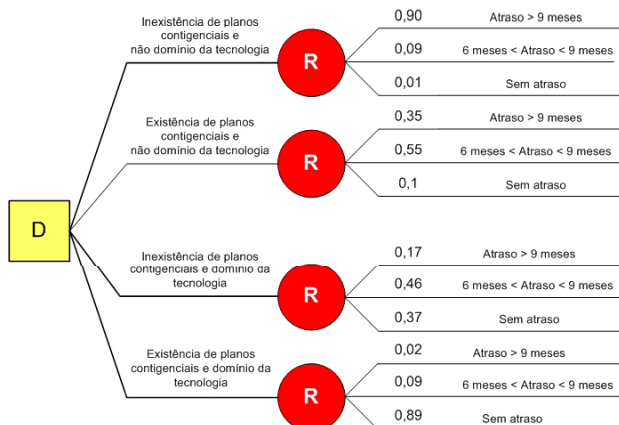 Inexistência de planos
contigenciais e
não domínio da tecnologia
R
0,90 Atraso > 9 meses
0,09 6 meses < Atraso < 9 meses
0,01 Sem atraso
Existência de planos
contigenciais e
não domínio da tecnologia
R
0,35 Atraso > 9 meses
0,55 6 meses < Atraso < 9 meses
0,1 Sem atraso
D
Inexistência de planos
contigenciais e domínio da
tecnologia
R
0,17 Atraso > 9 meses
0,46 6 meses < Atraso < 9 meses
0,37 Sem atraso
Existência de planos
contigenciais e domínio da
tecnologia
R
0,02 Atraso > 9 meses
0,09 6 meses < Atraso < 9 meses
0,89 Sem atraso